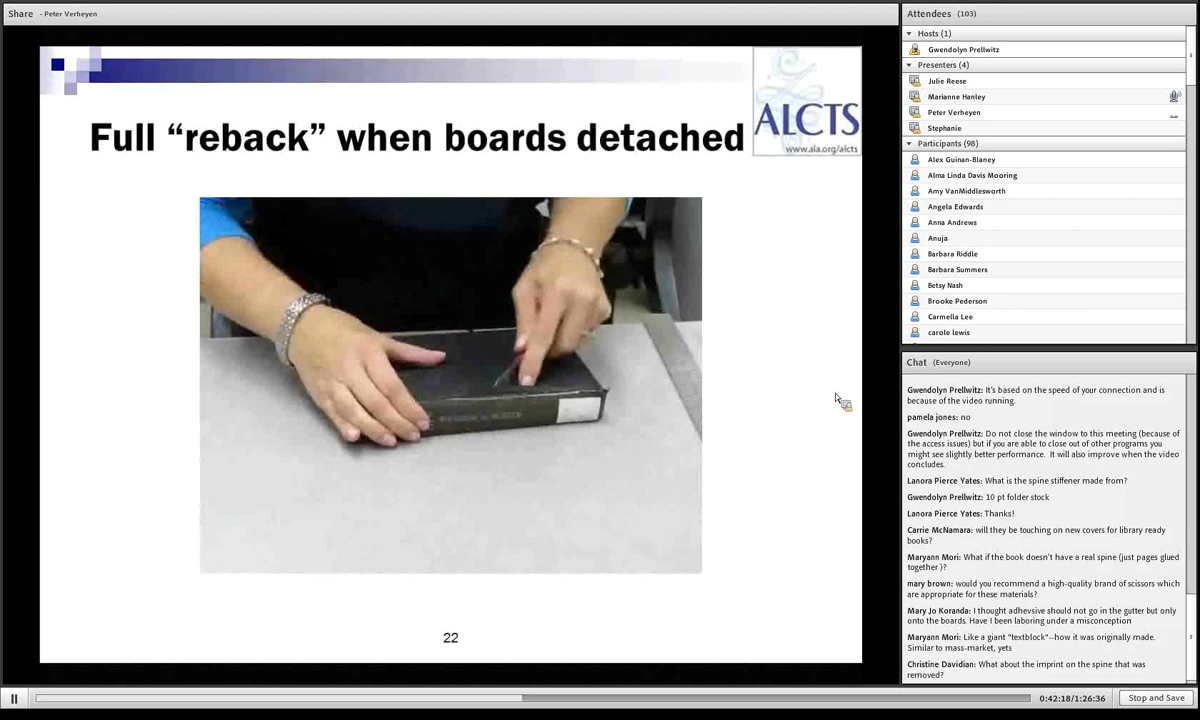 Share - Peter Verheyen
Full “reback” when boards detached
ALCTS
www.ala.org/alcts
22
Attendees (103)
Hosts (1)
Gwendolyn Prellwitz
Presenters (4)
Julie Reese
Marianne Hanley
Peter Verheyen
Stephanie
Participants (98)
Alex Guinan-Blaney
Alma Linda Davis Mooring
Amy VanMiddlesworth
Angela Edwards
Anna Andrews
Anuja
Barbara Riddle
Barbara Summers
Betsy Nash
Brooke Pederson
Carmella Lee
carole lewis
Chat (Everyone)
Gwendolyn Prellwitz: It's based on the speed of your connection and is
because of the video running.
pamela jones: no
Gwendolyn Prellwitz: Do not close the window to this meeting (because of
the access issues) but if you are able to close out of other programs you
might see slightly better performance. It will also improve when the video
concludes.
Lanora Pierce Yates: What is the spine stiffener made from?
Gwendolyn Prellwitz: 10 pt folder stock
Lanora Pierce Yates: Thanks!
Carrie McNamara: will they be touching on new covers for library ready
books?
Maryann Mori: What if the book doesn't have a real spine (just pages glued
together )?
mary brown: would you recommend a high-quality brand of scissors which
are appropriate for these materials?
Mary Jo Koranda: I thought adhevsive should not go in the gutter but only
onto the boards. Have I been laboring under a misconception
Maryann Mori: Like a giant "textblock"--how it was originally made.
Similar to mass-market, yets
Christine Davidian: What about the imprint on the spine that was
removed?
0:42:18/1:26:36
Stop and Save